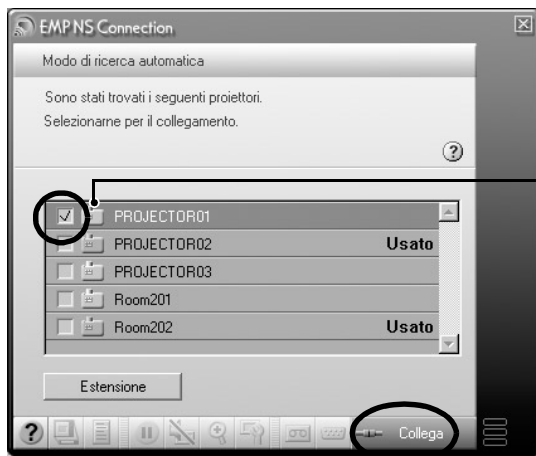 EMP NS Connection
Modo di ricerca automatica
Sono stati trovati i seguenti proiettori.
Selezionarne per il collegamento.
?
PROJECTOR01
PROJECTOR02 Usato
PROJECTOR03
Room201
Room202 Usato
Estensione
? Collega